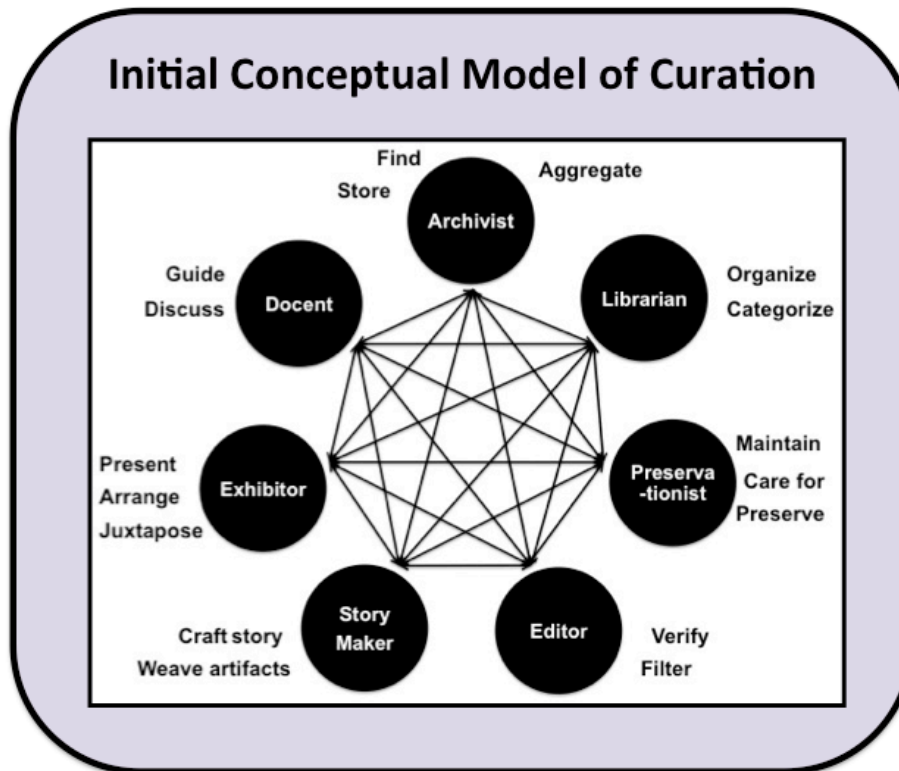 Initial Conceptual Model of Curation
Find
Store
Archivist
Aggregate
Guide
Discuss
Docent
Librarian
Organize
Categorize
Present
Arrange
Juxtapose
Exhibitor
Preserva
-tionist
Maintain
Care for
Preserve
Craft story
Weave artifacts
Story
Maker
Editor
Verify
Filter